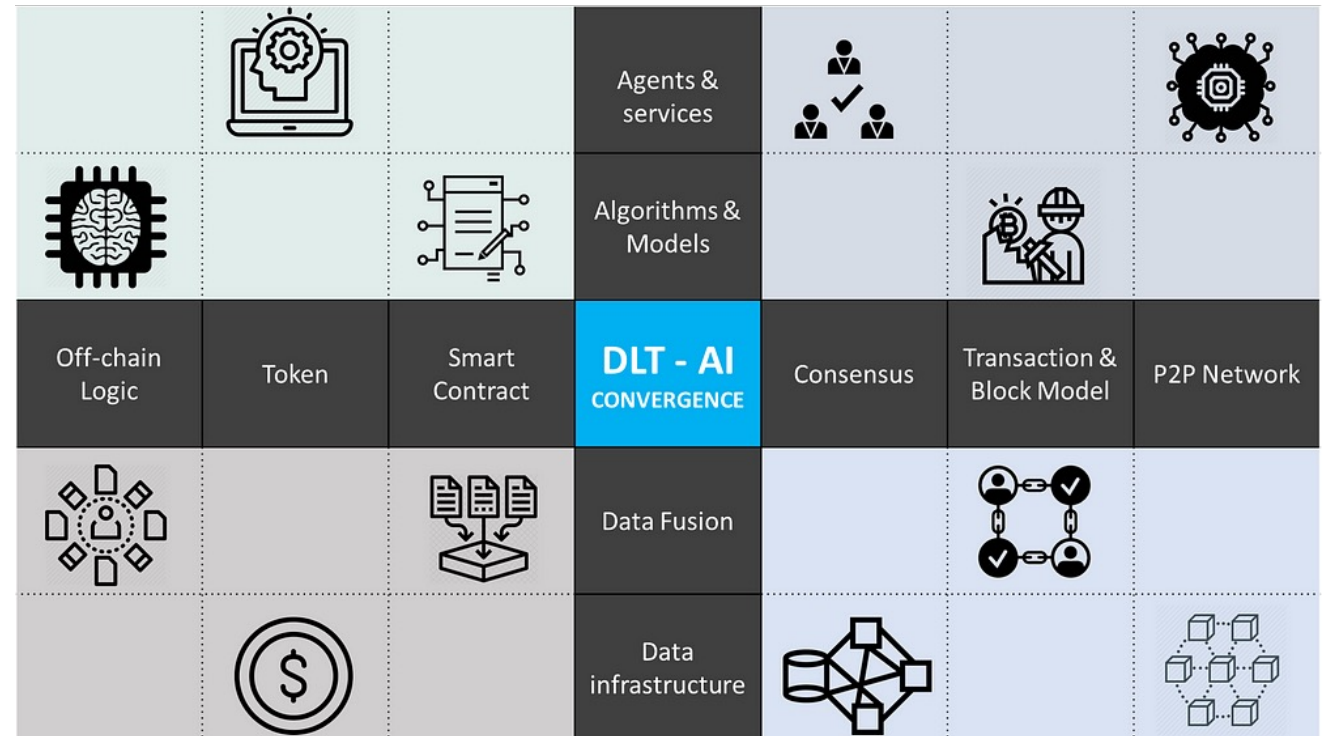 Agents &
services
Algorithms &
Models
Off-chain
Logic
Token
Smart
Contract
DLT - AI
CONVERGENCE
Consensus
Transaction &
Block Model
P2P Network
Data Fusion
Data
infrastructure